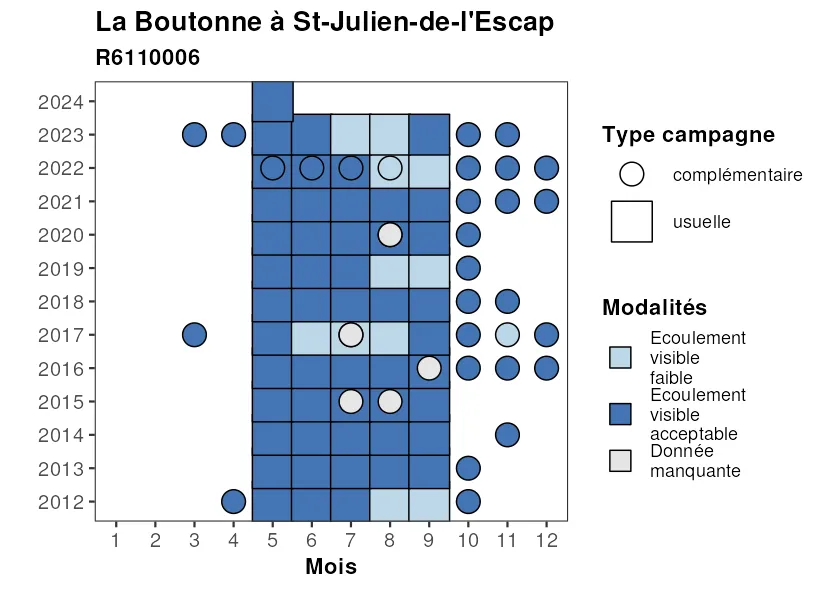 La Boutonne à St-Julien-de-l'Escap
R6110006
2024
2023
2022
2021
2020
2019
2018
2017
2016
2015
2014
2013
2012
1 2 3 4 5 6 7 8 9 10 11 12
Mois
Type campagne
complémentaire
usuelle
Modalités
Ecoulement
visible
faible
Ecoulement
visible
acceptable
Donnée
manquante